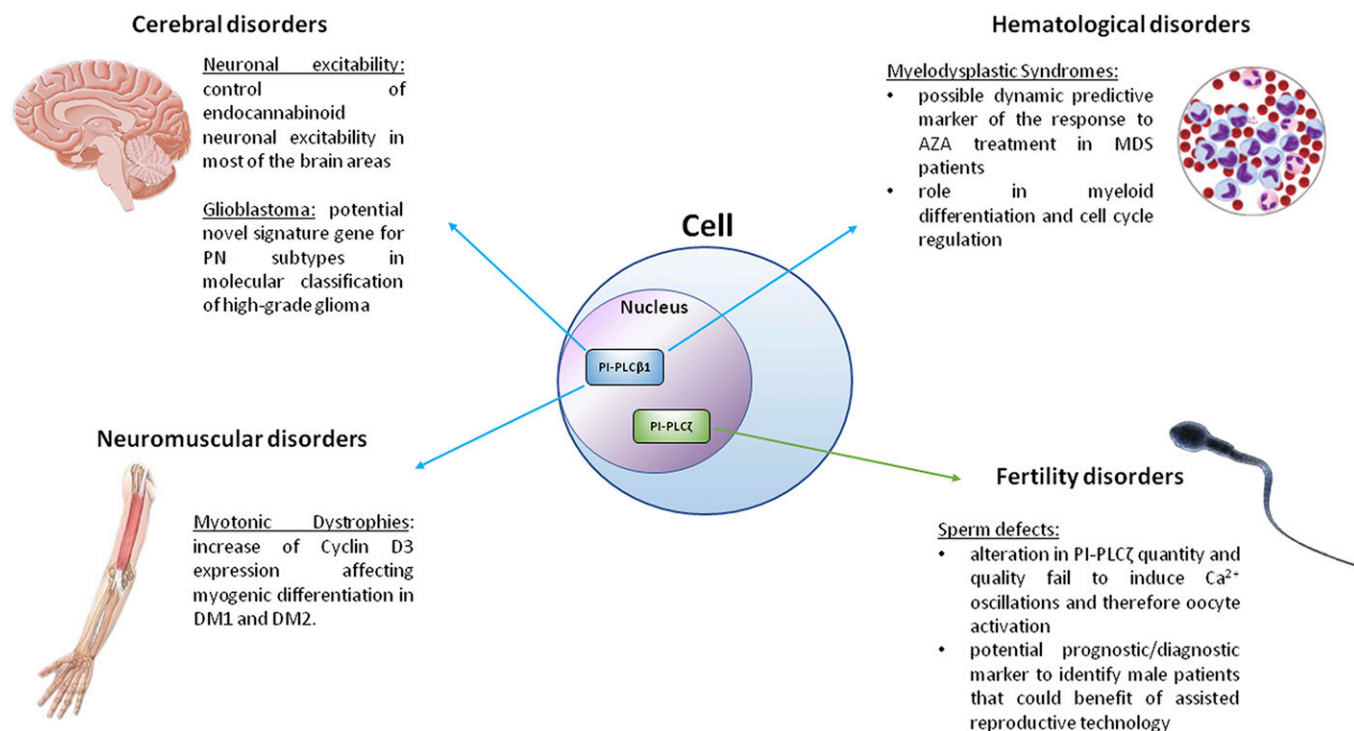 Cerebral disorders
Neuronal excitability:
control of
endocannabinoid
neuronal excitability in
most of the brain areas
Glioblastoma: potential
novel signature gene for
PN subtypes in
molecular classification
of high-grade glioma
Hematological disorders
Myelodysplastic Syndromes:
• possible dynamic predictive
marker of the response to
AZA treatment in MDS
patients
• role in myeloid
differentiation and cell cycle
regulation
Cell
Nucleus
PI-PLCβ1
PI-PLCζ
Neuromuscular disorders
Myotonic Dystrophies:
increase of Cyclin D3
expression affecting
myogenic differentiation in
DM1 and DM2.
Fertility disorders
Sperm defects:
• alteration in PI-PLCζ quantity and
quality fail to induce Ca²⁺
oscillations and therefore oocyte
activation
• potential prognostic/diagnostic
marker to identify male patients
that could benefit of assisted
reproductive technology